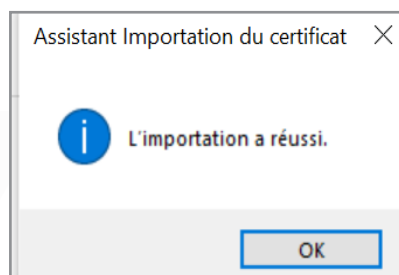 Assistant Importation du certificat
L'importation a réussi.
OK